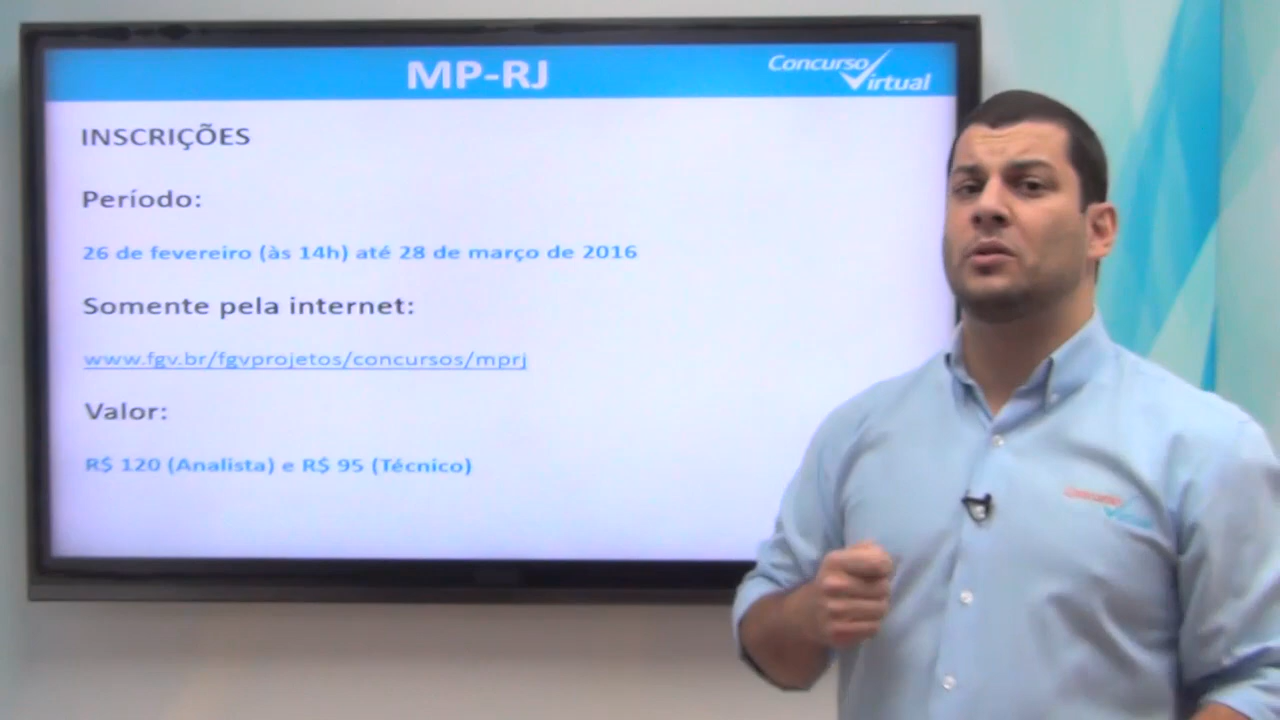 MP-RJ
Concurso
Virtual
INSCRIÇÕES
Período:
26 de fevereiro (às 14h) até 28 de março de 2016
Somente pela internet:
www.fgv.br/fgvprojetos/concursos/mprj
Valor:
R$ 120 (Analista) e R$ 95 (Técnico)